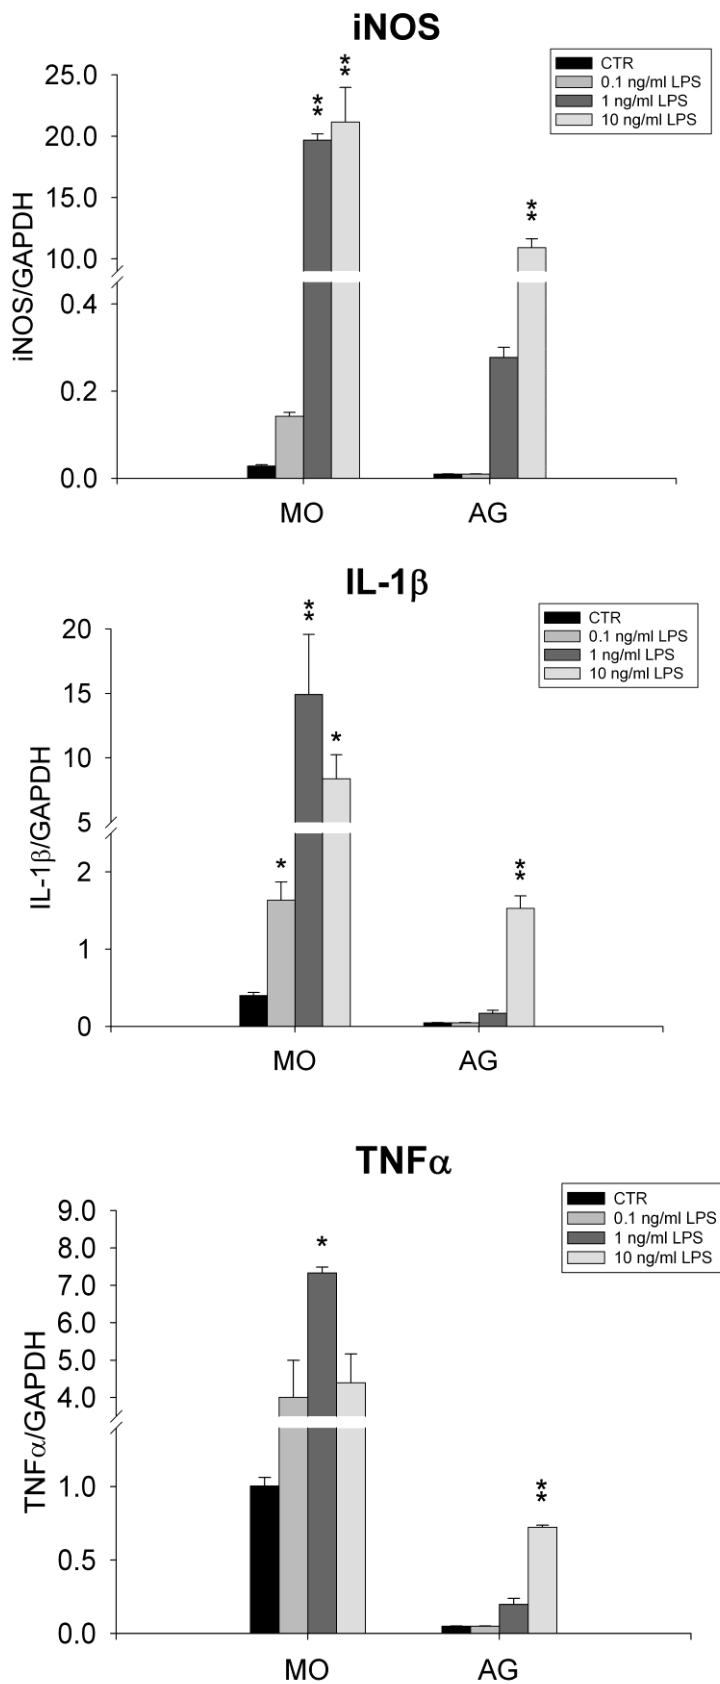 iNOS
CTR
0.1 ng/ml LPS
1 ng/ml LPS
10 ng/ml LPS
iNOS/GAPDH
25.0
20.0
15.0
10.0
0.4
0.2
0.0
**
**
**
MO
AG
IL-1β
CTR
0.1 ng/ml LPS
1 ng/ml LPS
10 ng/ml LPS
IL-1β/GAPDH
20
15
10
5
2
1
0
*
**
*
**
MO
AG
TNFα
CTR
0.1 ng/ml LPS
1 ng/ml LPS
10 ng/ml LPS
TNFα/GAPDH
9.0
8.0
7.0
6.0
5.0
4.0
1.0
0.5
0.0
*
**
MO
AG